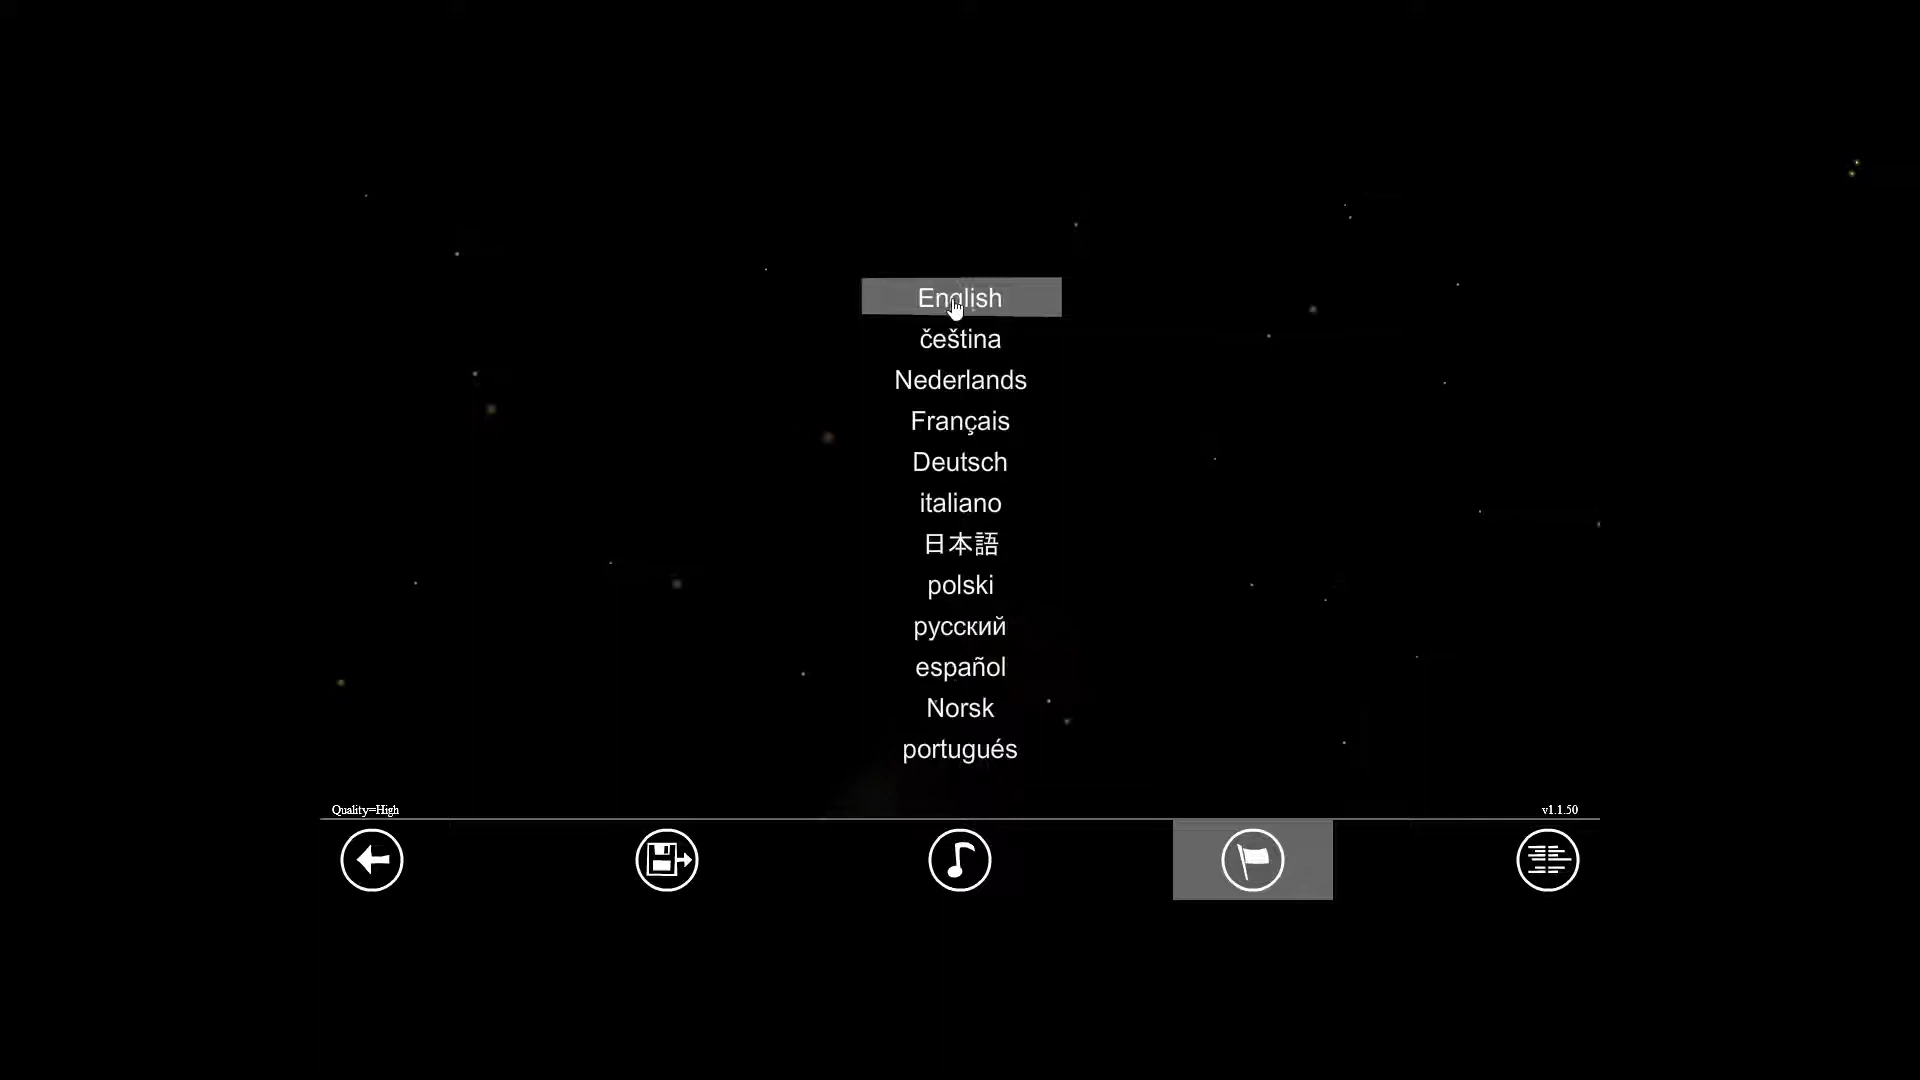 English
čeština
Nederlands
Français
Deutsch
italiano
日本語
polski
русский
español
Norsk
portugués
Quality=High
v1.1.50